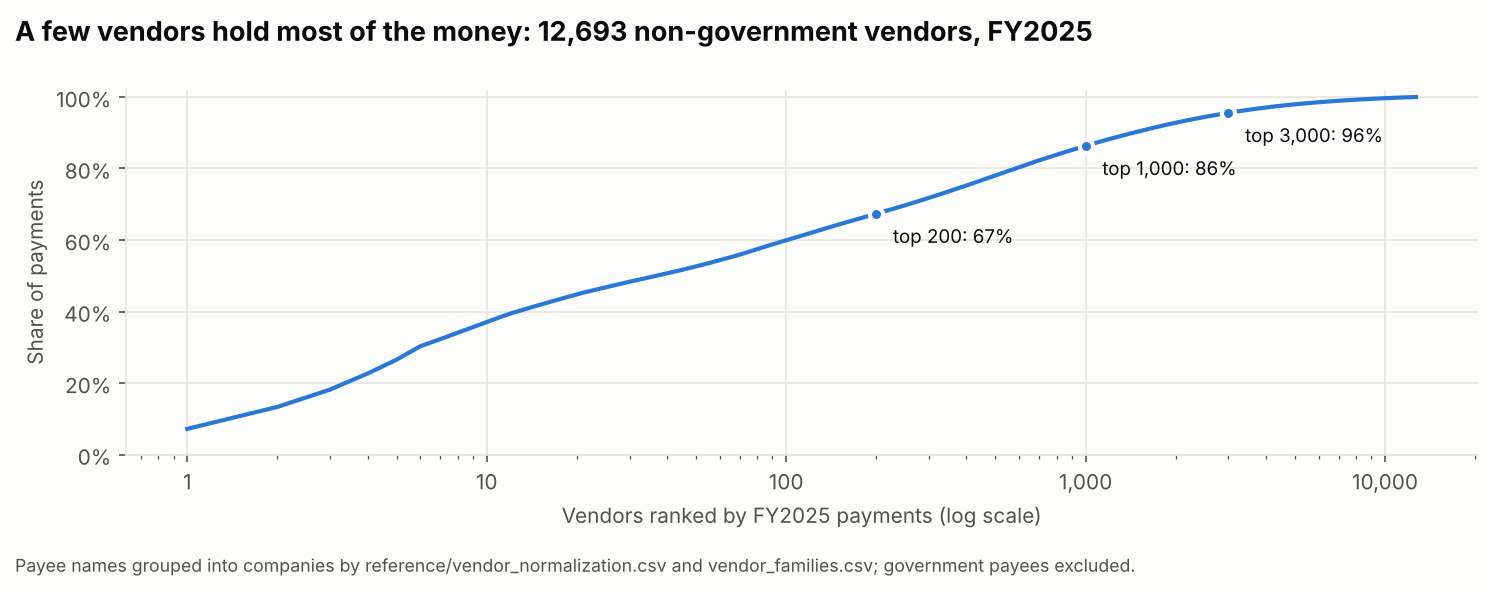 A few vendors hold most of the money: 12,693 non-government vendors, FY2025
100%
80%
60%
40%
20%
0%
Share of payments
top 200: 67%
top 1,000: 86%
top 3,000: 96%
1
10
100
1,000
10,000
Vendors ranked by FY2025 payments (log scale)
Payee names grouped into companies by reference/vendor_normalization.csv and vendor_families.csv; government payees excluded.